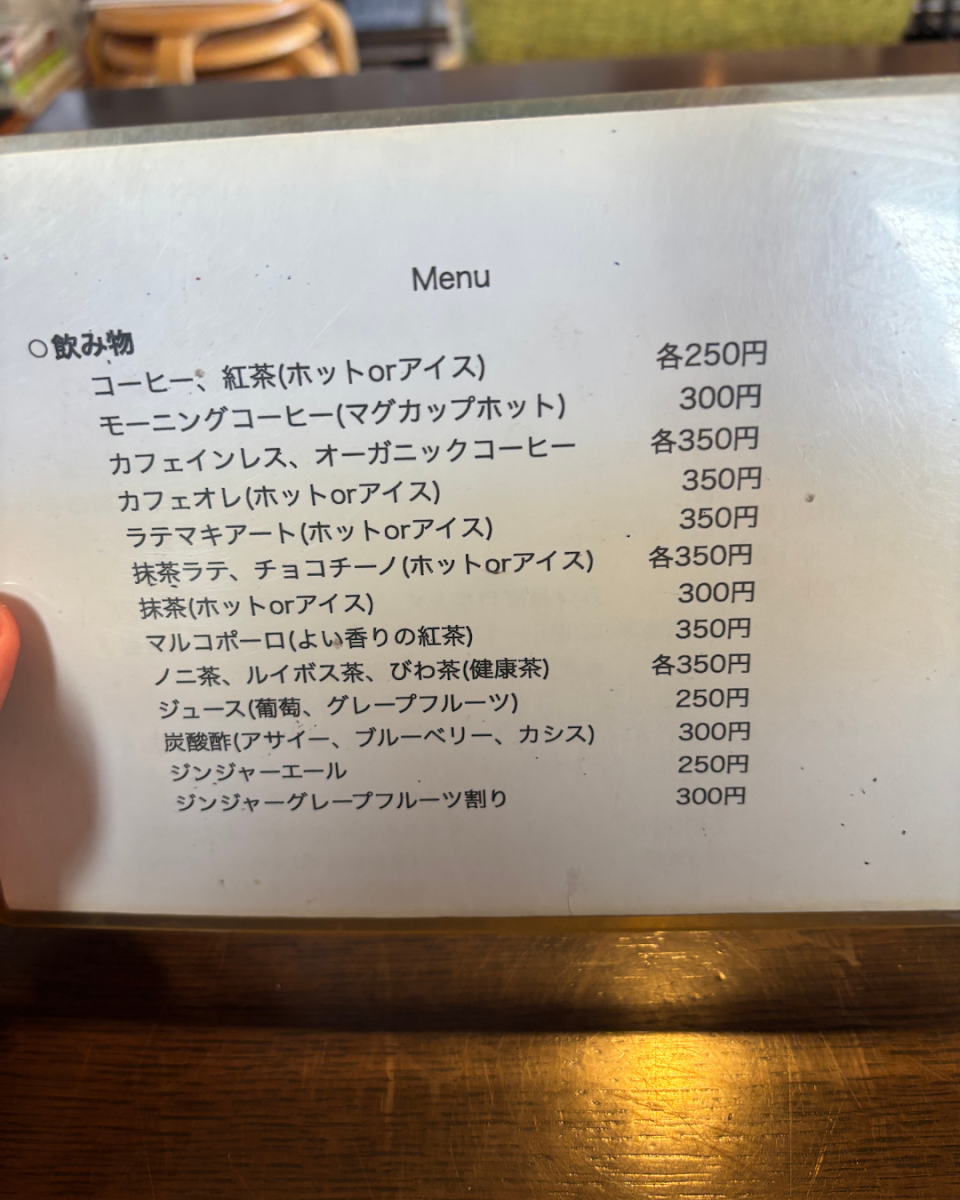 Menu
○飲み物
コーヒー、紅茶(ホットorアイス) 各250円
モーニングコーヒー(マグカップホット) 300円
カフェインレス、オーガニックコーヒー 各350円
カフェオレ(ホットorアイス) 350円
ラテマキアート(ホットorアイス) 350円
抹茶ラテ、チョコチーノ(ホットorアイス) 各350円
抹茶(ホットorアイス) 300円
マルコポーロ(よい香りの紅茶) 350円
ノニ茶、ルイボス茶、びわ茶(健康茶) 各350円
ジュース(葡萄、グレープフルーツ) 250円
炭酸酢(アサイー、ブルーベリー、カシス) 300円
ジンジャーエール 250円
ジンジャーグレープフルーツ割り 300円